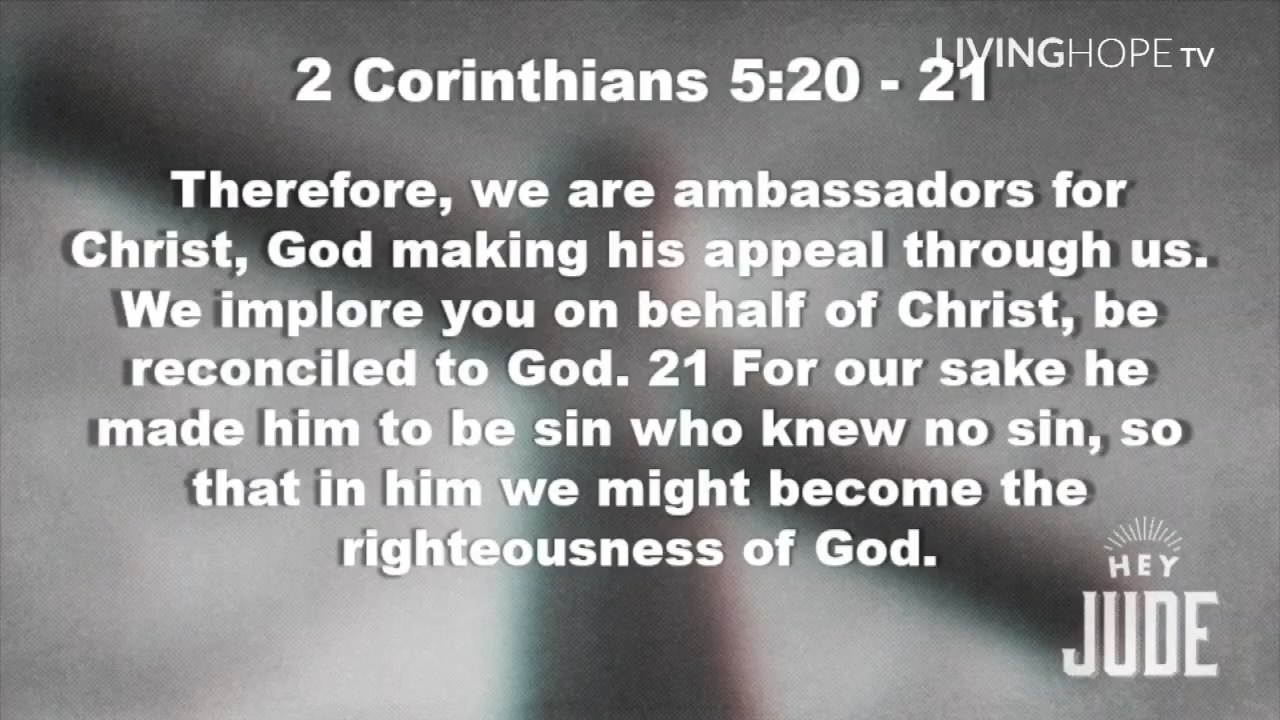 LIVINGHOPE TV
2 Corinthians 5:20 - 21
Therefore, we are ambassadors for
Christ, God making his appeal through us.
We implore you on behalf of Christ, be
reconciled to God. 21 For our sake he
made him to be sin who knew no sin, so
that in him we might become the
righteousness of God.
HEY
JUDE